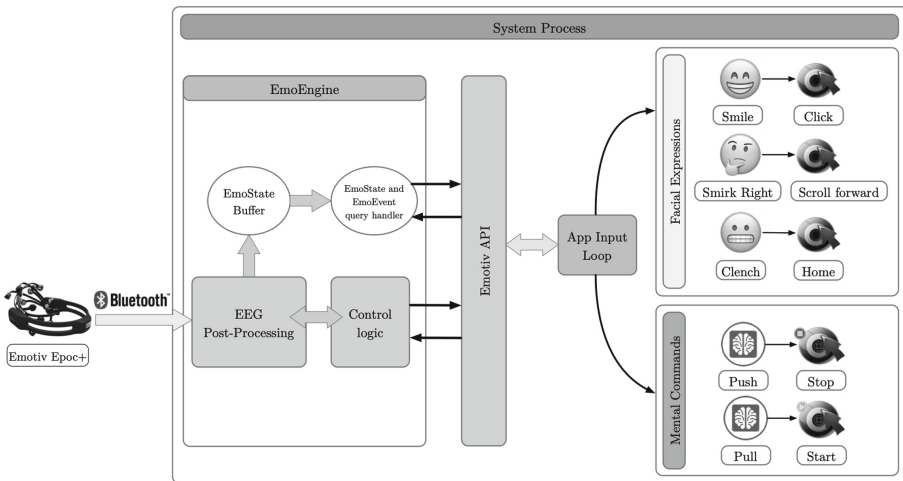 System Process
EmoEngine
EmoState
Buffer
EmoState and
EmoEvent
query handler
EEG
Post-Processing
Control
logic
Bluetooth™
Emotiv Epoc+
Emotiv API
App Input
Loop
Facial Expressions
Smile
Click
Smirk Right
Scroll forward
Clench
Home
Mental Commands
Push
Stop
Pull
Start